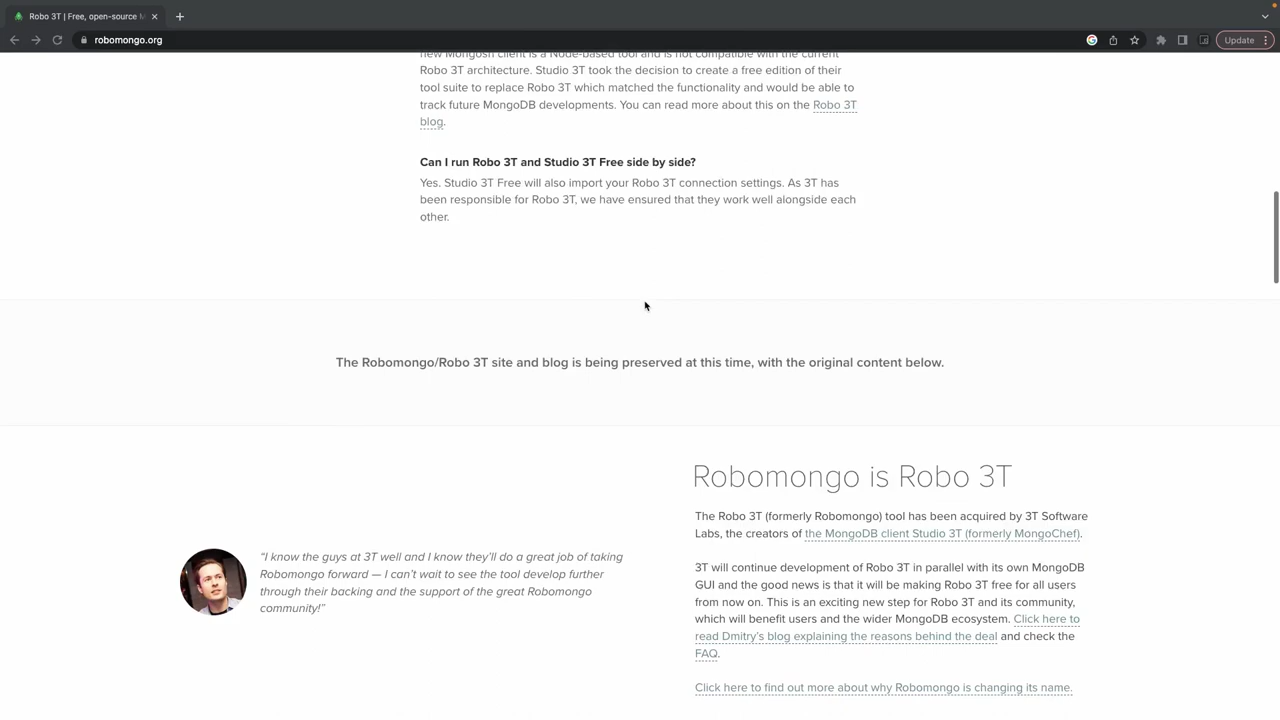 Robo 3T | Free, open-source M
robomongo.org
Update
new Mongosh client is a Node-based tool and is not compatible with the current
Robo 3T architecture. Studio 3T took the decision to create a free edition of their
tool suite to replace Robo 3T which matched the functionality and would be able to
track future MongoDB developments. You can read more about this on the Robo 3T
blog.
Can I run Robo 3T and Studio 3T Free side by side?
Yes. Studio 3T Free will also import your Robo 3T connection settings. As 3T has
been responsible for Robo 3T, we have ensured that they work well alongside each
other.
The Robomongo/Robo 3T site and blog is being preserved at this time, with the original content below.
Robomongo is Robo 3T
The Robo 3T (formerly Robomongo) tool has been acquired by 3T Software
Labs, the creators of the MongoDB client Studio 3T (formerly MongoChef).
“I know the guys at 3T well and I know they’ll do a great job of taking
Robomongo forward — I can’t wait to see the tool develop further
through their backing and the support of the great Robomongo
community!”
3T will continue development of Robo 3T in parallel with its own MongoDB
GUI and the good news is that it will be making Robo 3T free for all users
from now on. This is an exciting new step for Robo 3T and its community,
which will benefit users and the wider MongoDB ecosystem. Click here to
read Dmitry’s blog explaining the reasons behind the deal and check the
FAQ.
Click here to find out more about why Robomongo is changing its name.